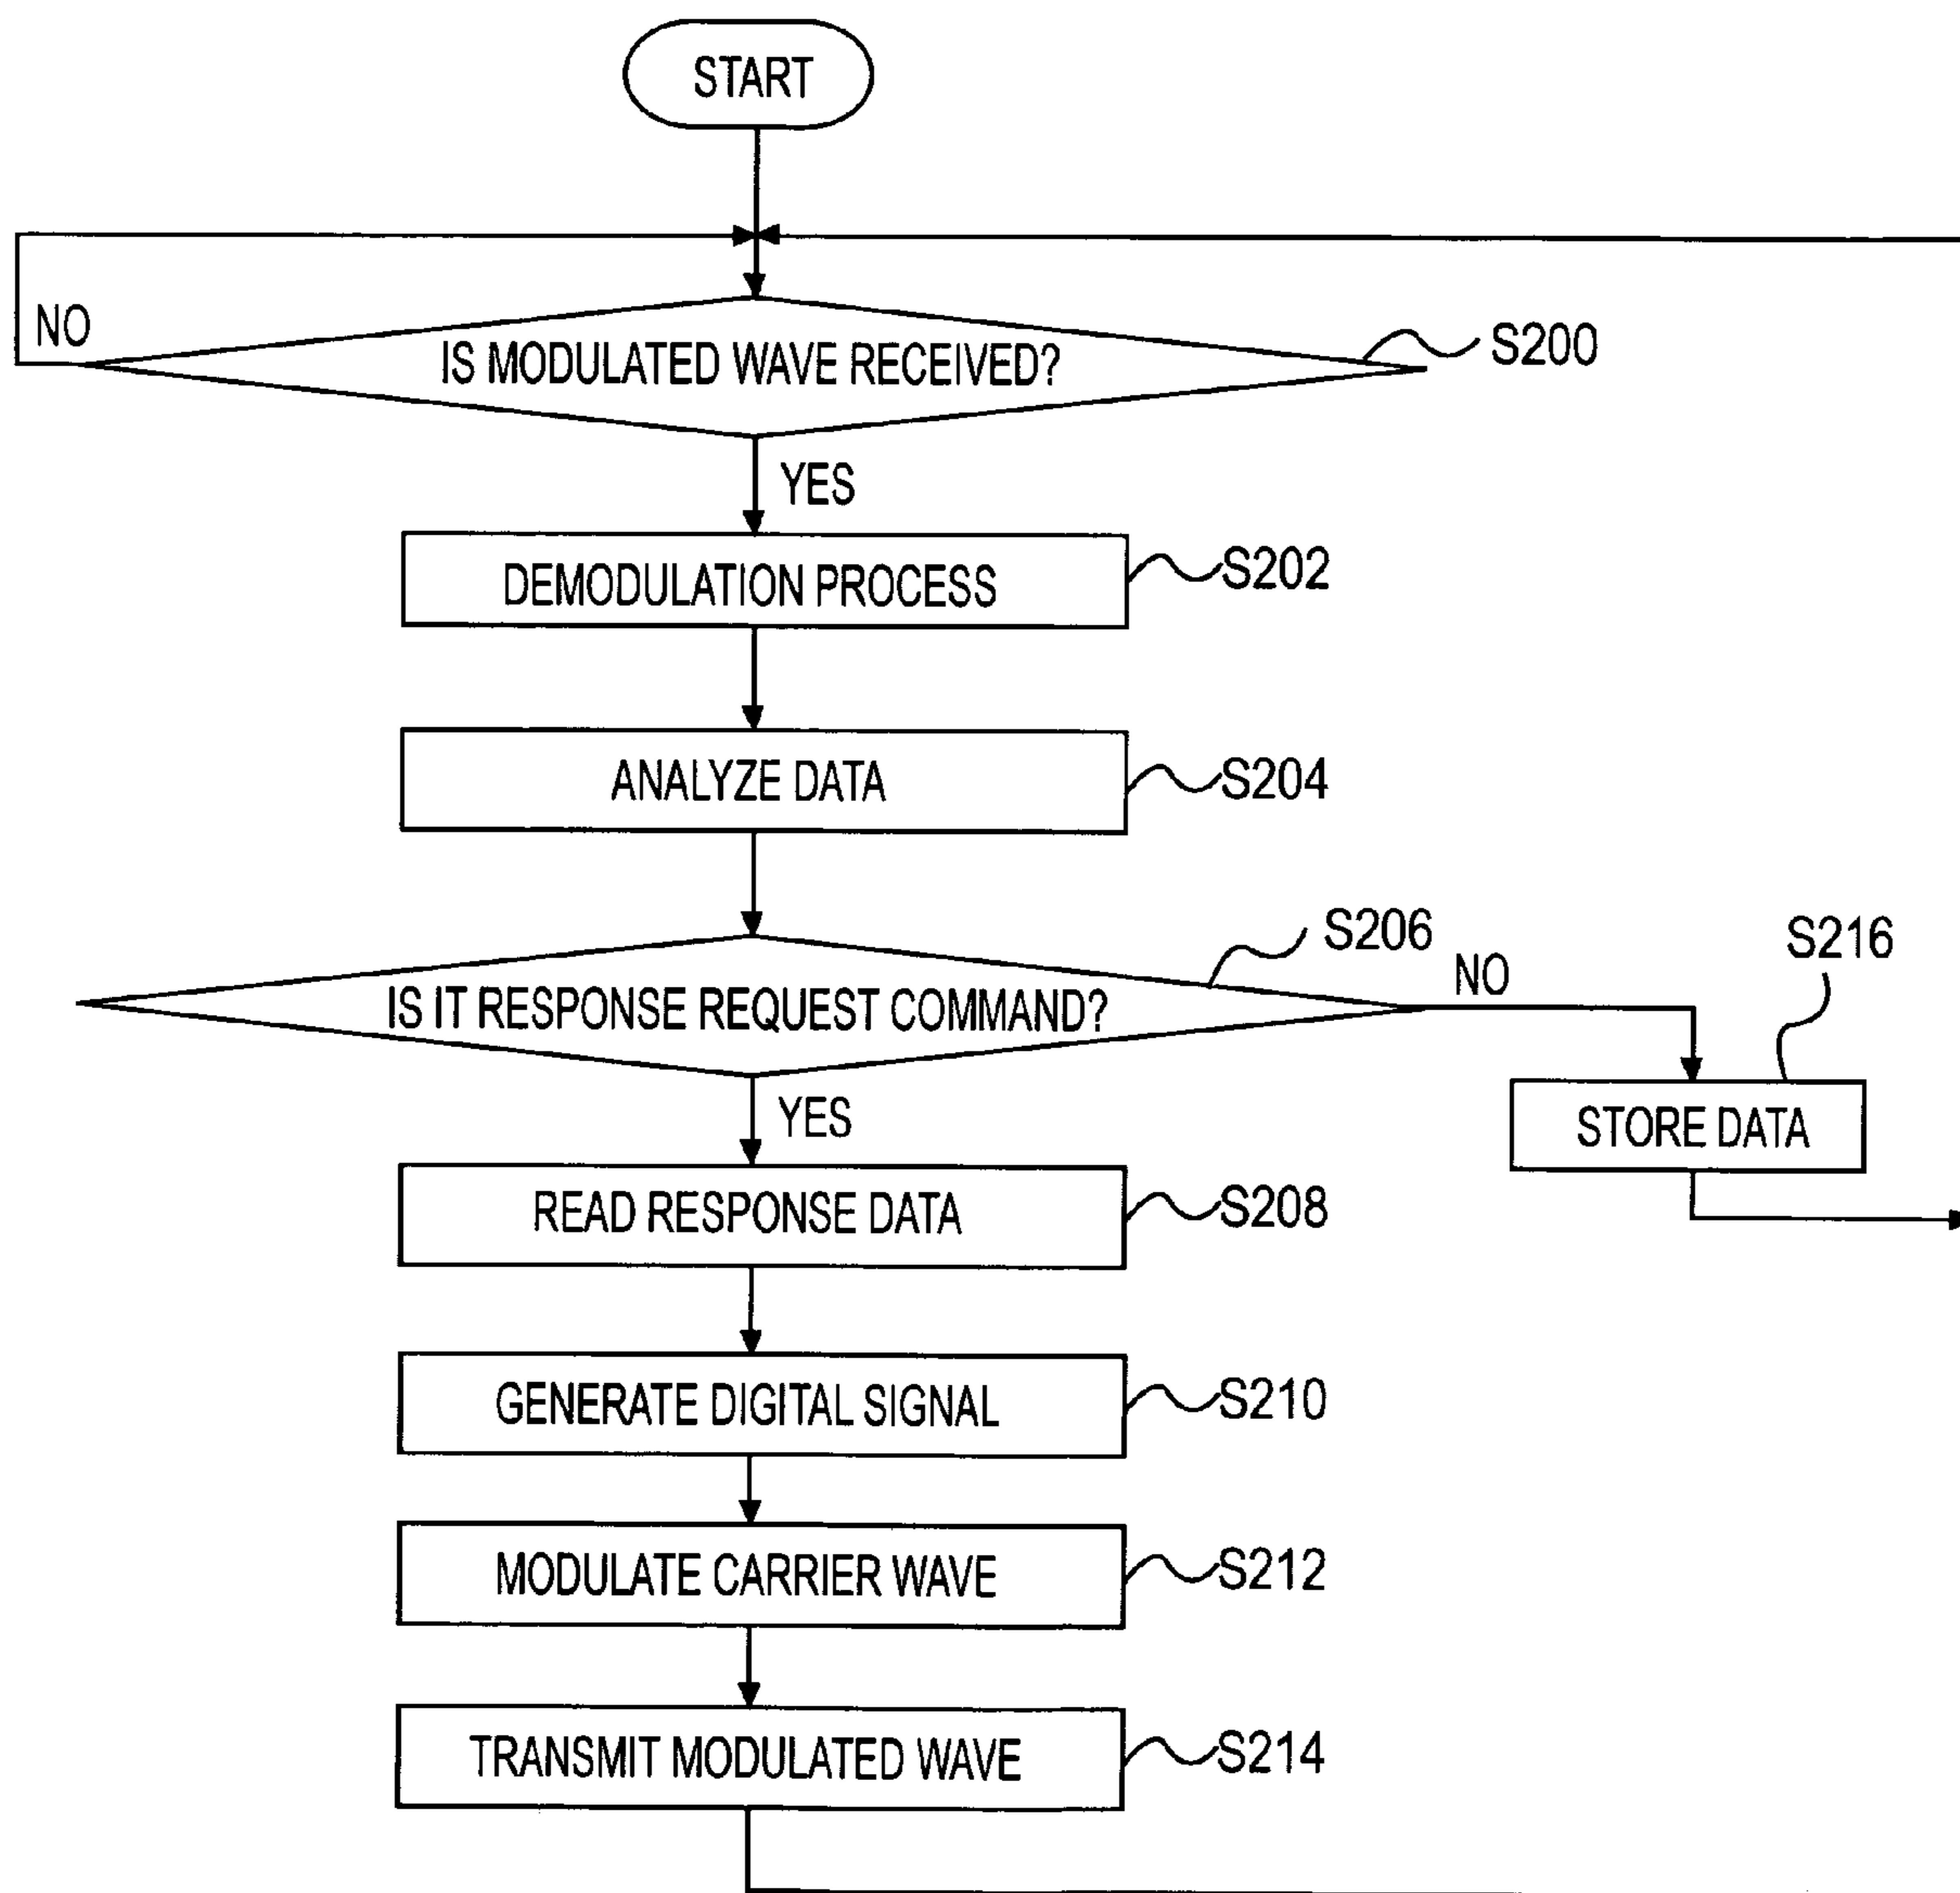 START
NO
IS MODULATED WAVE RECEIVED?
S200
YES
DEMODULATION PROCESS
S202
ANALYZE DATA
S204
IS IT RESPONSE REQUEST COMMAND?
S206
NO
S216
YES
STORE DATA
READ RESPONSE DATA
S208
GENERATE DIGITAL SIGNAL
S210
MODULATE CARRIER WAVE
S212
TRANSMIT MODULATED WAVE
S214